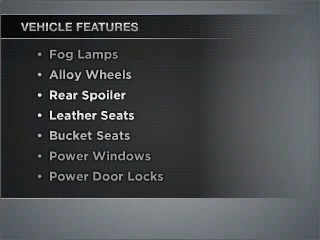 VEHICLE FEATURES
• Fog Lamps
• Alloy Wheels
• Rear Spoiler
• Leather Seats
• Bucket Seats
• Power Windows
• Power Door Locks